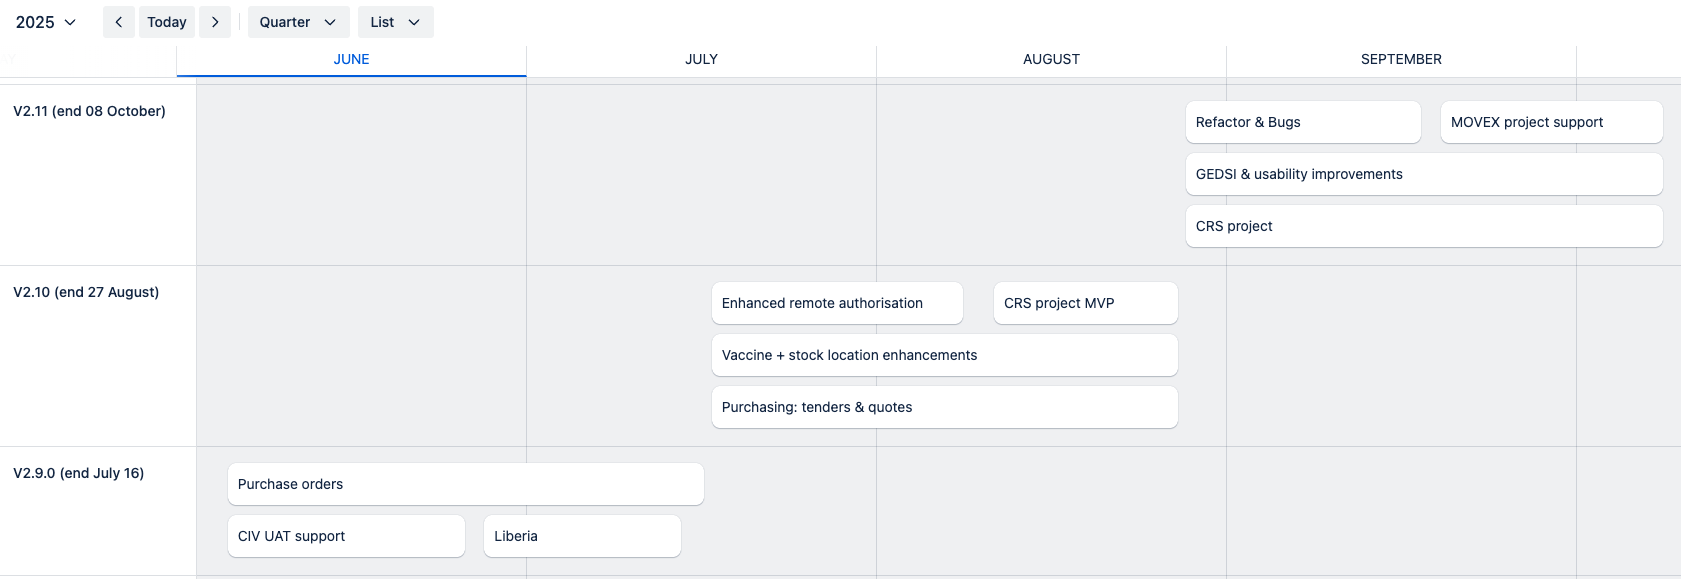 2025
Today
Quarter
List
JUNE
JULY
AUGUST
SEPTEMBER
V2.11 (end 08 October)
Refactor & Bugs
MOVEX project support
GEDSI & usability improvements
CRS project
V2.10 (end 27 August)
Enhanced remote authorisation
CRS project MVP
Vaccine + stock location enhancements
Purchasing: tenders & quotes
V2.9.0 (end July 16)
Purchase orders
CIV UAT support
Liberia